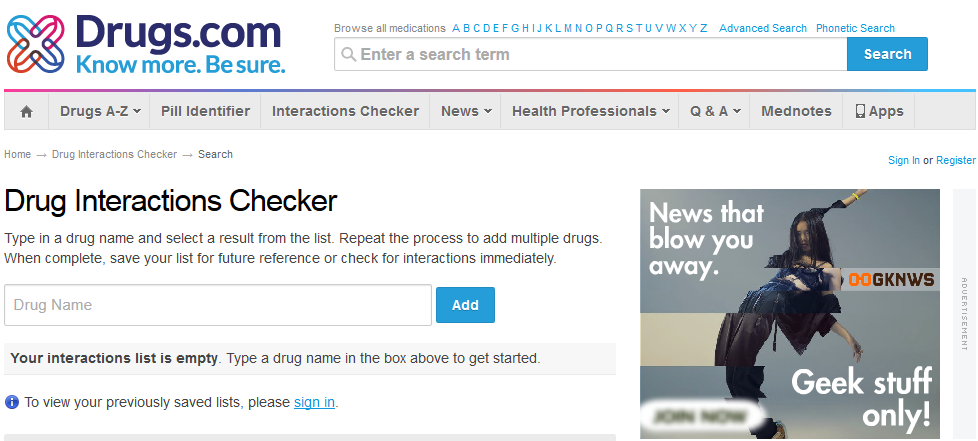 Drugs.com
Know more. Be sure.
Browse all medications A B C D E F G H I J K L M N O P Q R S T U V W X Y Z Advanced Search Phonetic Search
Enter a search term Search
Drugs A-Z Pill Identifier Interactions Checker News Health Professionals Q & A Mednotes Apps
Home → Drug Interactions Checker → Search
Sign In or Register
Drug Interactions Checker
Type in a drug name and select a result from the list. Repeat the process to add multiple drugs.
When complete, save your list for future reference or check for interactions immediately.
Drug Name Add
Your interactions list is empty. Type a drug name in the box above to get started.
To view your previously saved lists, please sign in.
News that
blow you
away.
GKNWS
Geek stuff
only!
JOIN NOW
ADVERTISEMENT